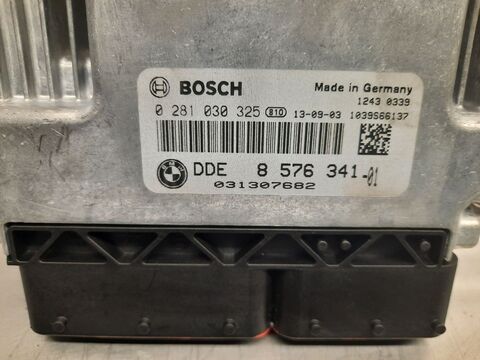 BOSCH Made in Germany
1243 0339
0 281 030 325 810 13-09-03 1039S66137
DDE 8 576 341-01
031307682